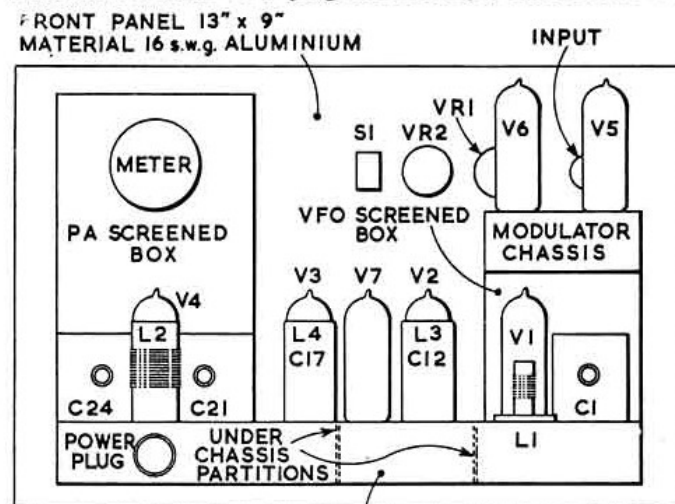 FRONT PANEL 13" x 9"
MATERIAL 16 s.w.g. ALUMINIUM
INPUT
VR1
S1
VR2
V6
V5
METER
VFO SCREENED
BOX
MODULATOR
CHASSIS
PA SCREENED
BOX
V3
V7
V2
V4
L2
L4
C17
L3
C12
V1
C24
C21
C1
POWER
PLUG
UNDER
CHASSIS
PARTITIONS
L1